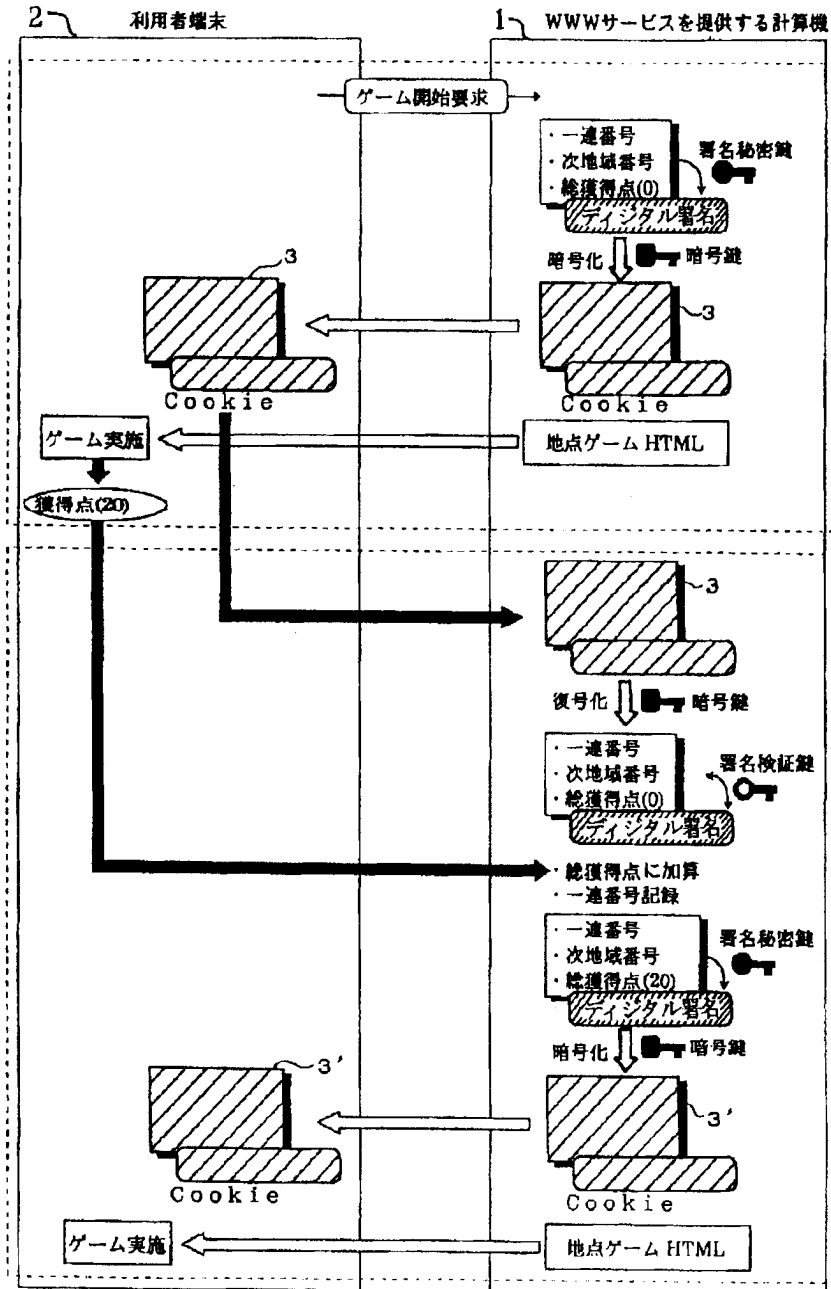 2 利用者端末
1 WWWサービスを提供する計算機
ゲーム開始要求
・一連番号
・次地域番号
・総獲得点(0)
ディジタル署名
署名秘密鍵
暗号化
暗号鍵
3
3
Cookie
Cookie
ゲーム実施
地点ゲーム HTML
獲得点(20)
3
復号化
暗号鍵
・一連番号
・次地域番号
・総獲得点(0)
ディジタル署名
署名検証鍵
・総獲得点に加算
・一連番号記録
・一連番号
・次地域番号
・総獲得点(20)
ディジタル署名
署名秘密鍵
暗号化
暗号鍵
3′
3′
Cookie
Cookie
ゲーム実施
地点ゲーム HTML